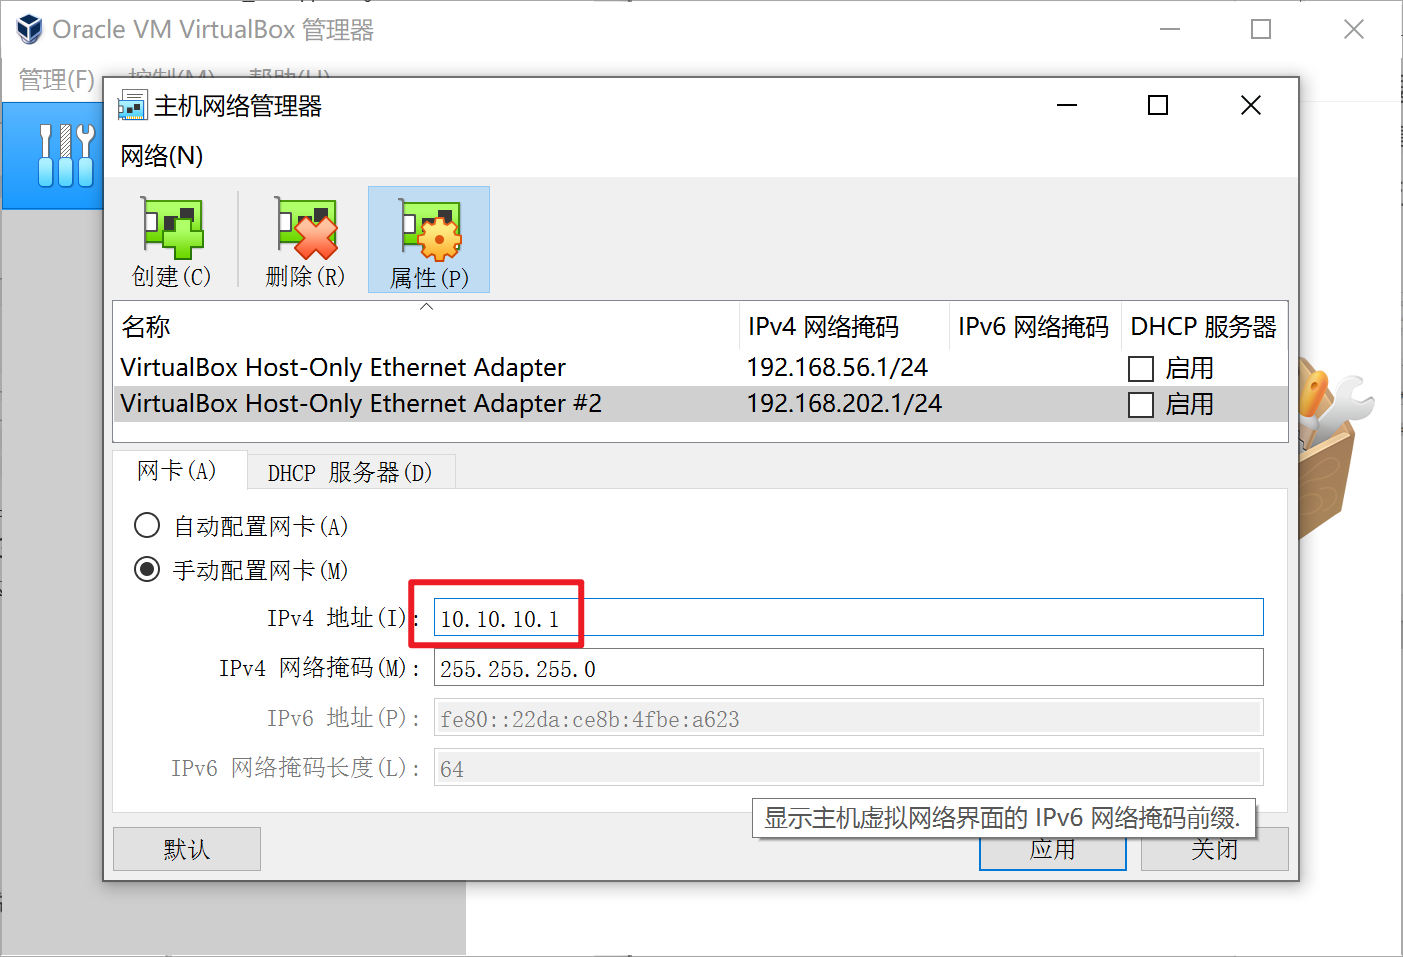 Oracle VM VirtualBox 管理器
管理(F) 控制(M) 帮助(H)
主机网络管理器
网络(N)
创建(C) 删除(R) 属性(P)
名称 IPv4 网络掩码 IPv6 网络掩码 DHCP 服务器
VirtualBox Host-Only Ethernet Adapter 192.168.56.1/24 启用
VirtualBox Host-Only Ethernet Adapter #2 192.168.202.1/24 启用
网卡(A) DHCP 服务器(D)
自动配置网卡(A)
手动配置网卡(M)
IPv4 地址(I): 10.10.10.1
IPv4 网络掩码(M): 255.255.255.0
IPv6 地址(P): fe80::22da:ce8b:4fbe:a623
IPv6 网络掩码长度(L): 64
显示主机虚拟网络界面的 IPv6 网络掩码前缀.
默认 应用 关闭